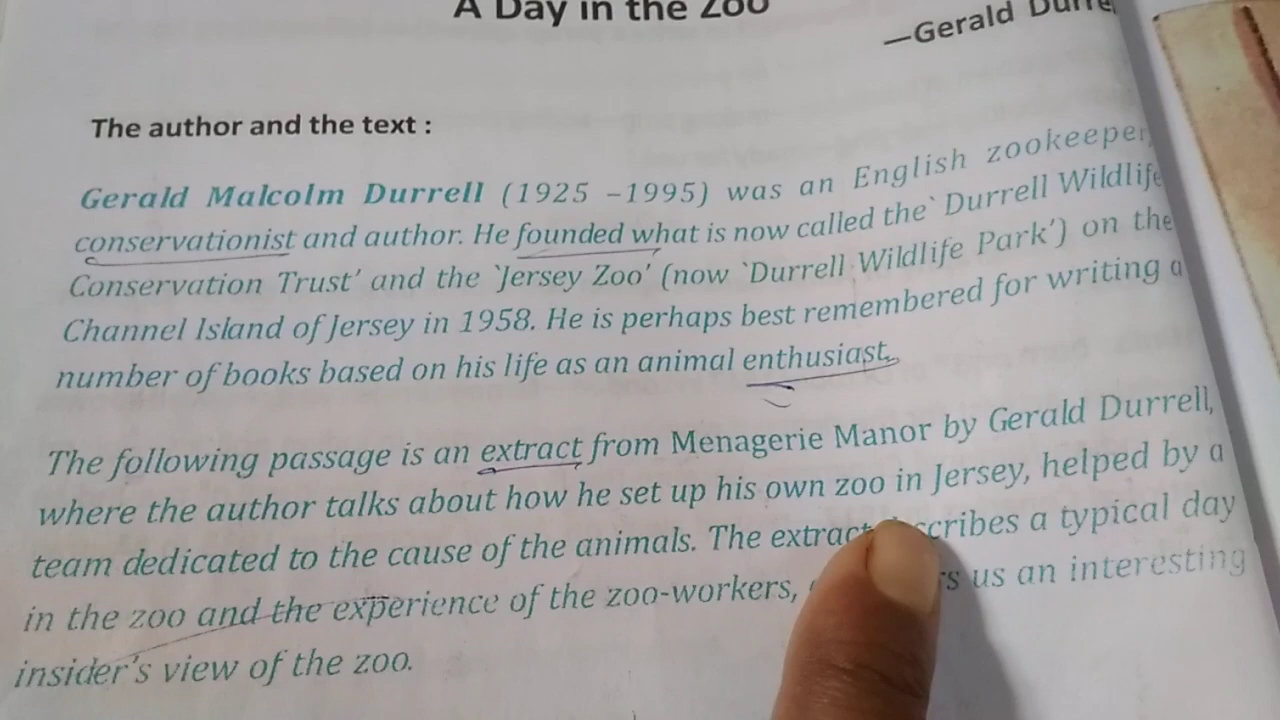 A Day in the Zoo
—Gerald Durre
The author and the text :
Gerald Malcolm Durrell (1925 –1995) was an English zookeeper,
conservationist and author. He founded what is now called the` Durrell Wildlife
Conservation Trust' and the `Jersey Zoo' (now `Durrell Wildlife Park') on the
Channel Island of Jersey in 1958. He is perhaps best remembered for writing a
number of books based on his life as an animal enthusiast.
The following passage is an extract from Menagerie Manor by Gerald Durrell,
where the author talks about how he set up his own zoo in Jersey, helped by a
team dedicated to the cause of the animals. The extract scribes a typical day
in the zoo and the experience of the zoo-workers, us an interesting
insider's view of the zoo.